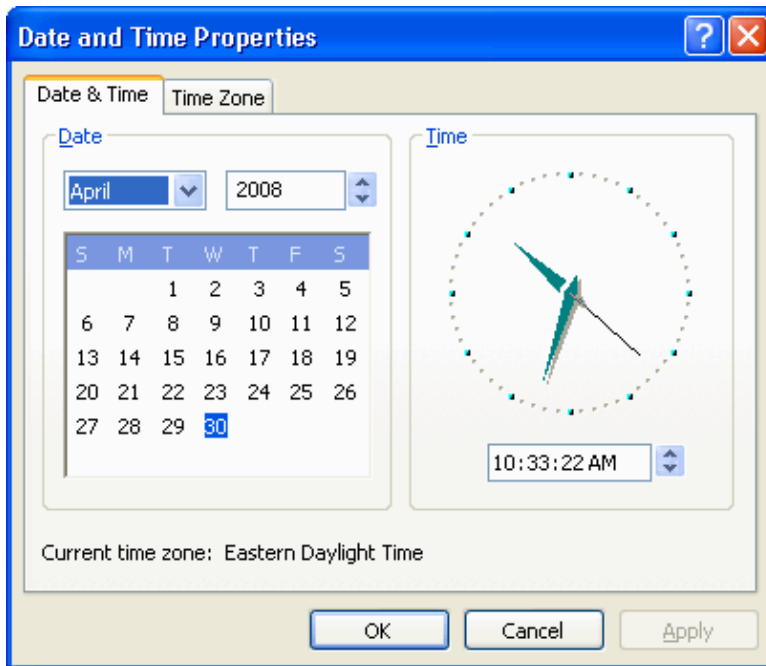 Date and Time Properties
Date & Time
Time Zone
Date
April
2008
S M T W T F S
1 2 3 4 5
6 7 8 9 10 11 12
13 14 15 16 17 18 19
20 21 22 23 24 25 26
27 28 29 30
Time
10:33:22 AM
Current time zone: Eastern Daylight Time
OK
Cancel
Apply